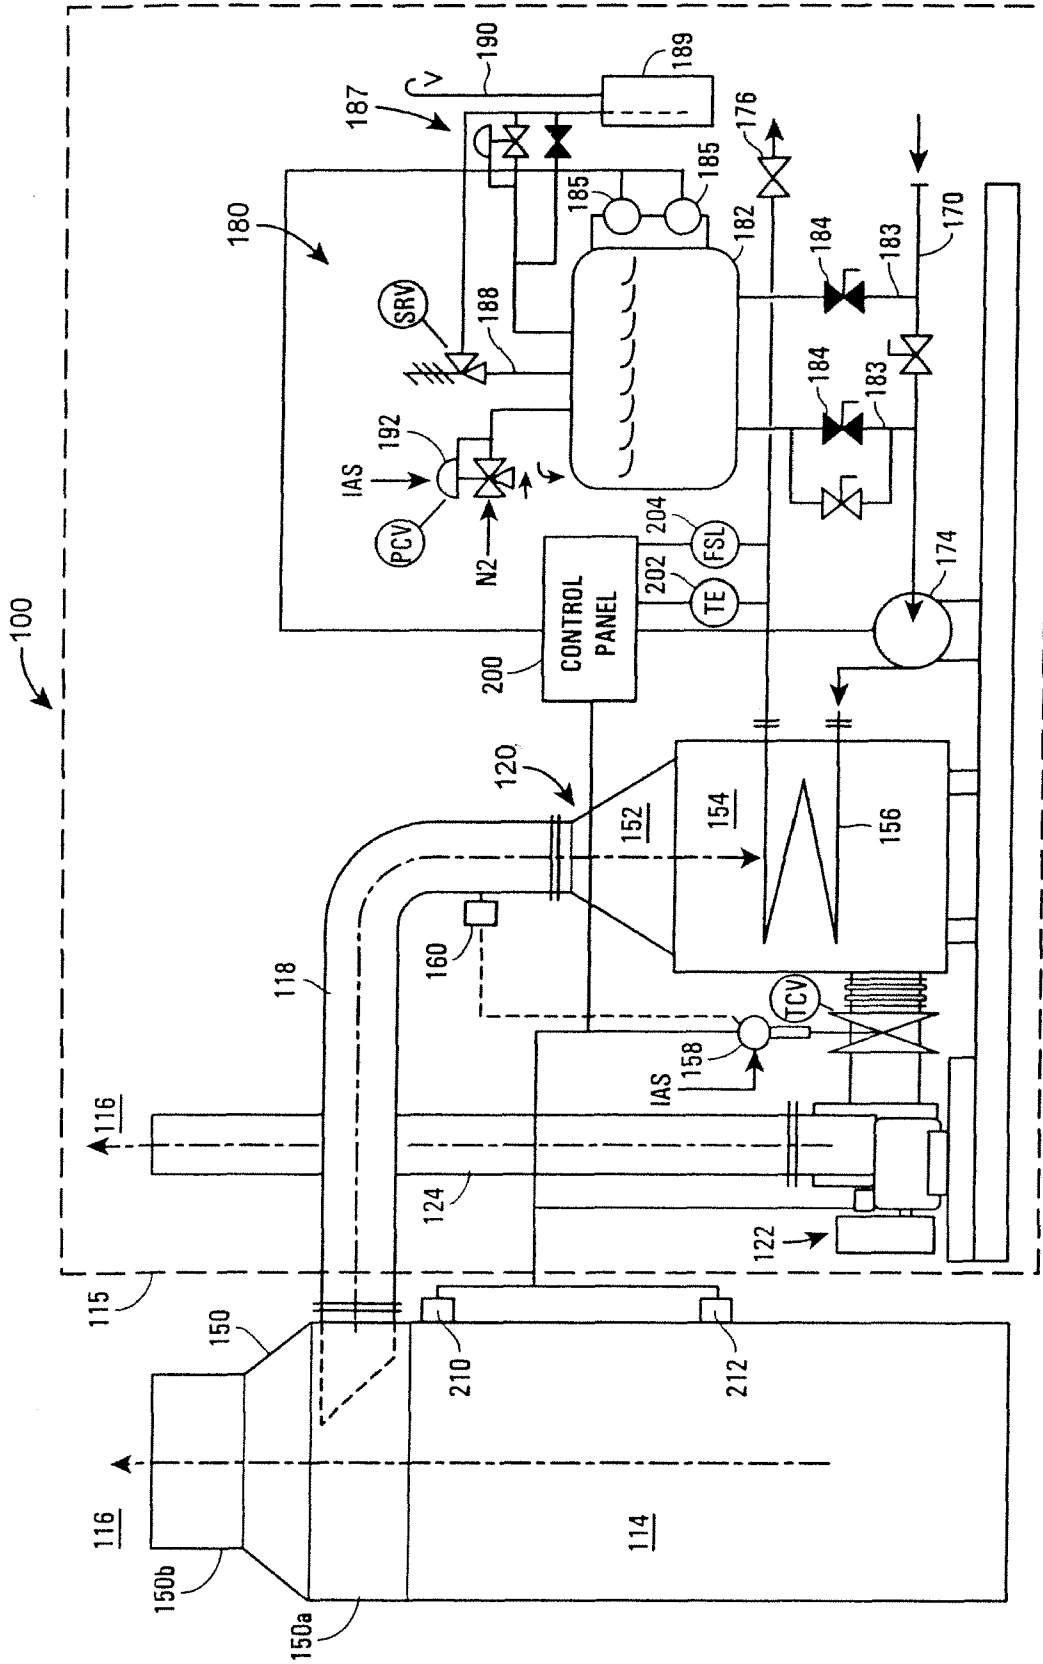 100
115
116
116
118
120
124
122
150
150b
150a
114
210
212
160
152
154
156
158
IAS
TCV
CONTROL
PANEL
200
202
204
TE
FSL
PCV
IAS
192
N2
SRV
188
180
187
190
V
189
185
185
182
176
184
184
183
183
170
174